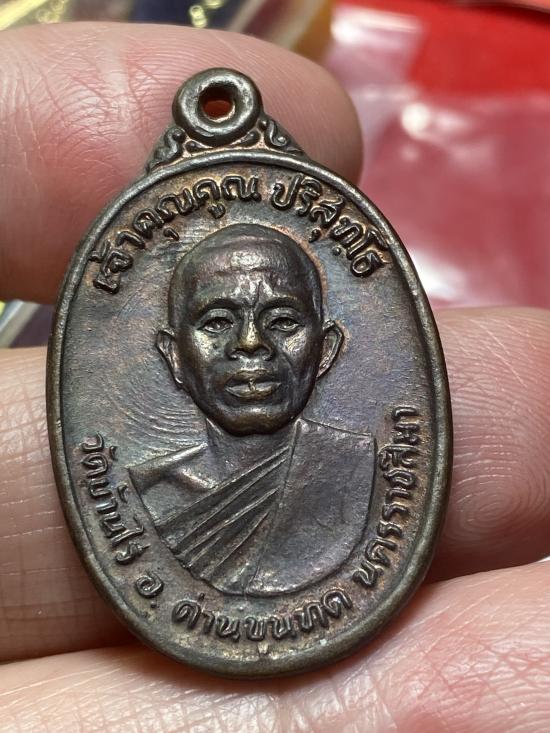 เจ้าคุณคูณ ปริสุทฺโธ
วัดบ้านไร่ อ. ด่านขุนทด นครราชสีมา